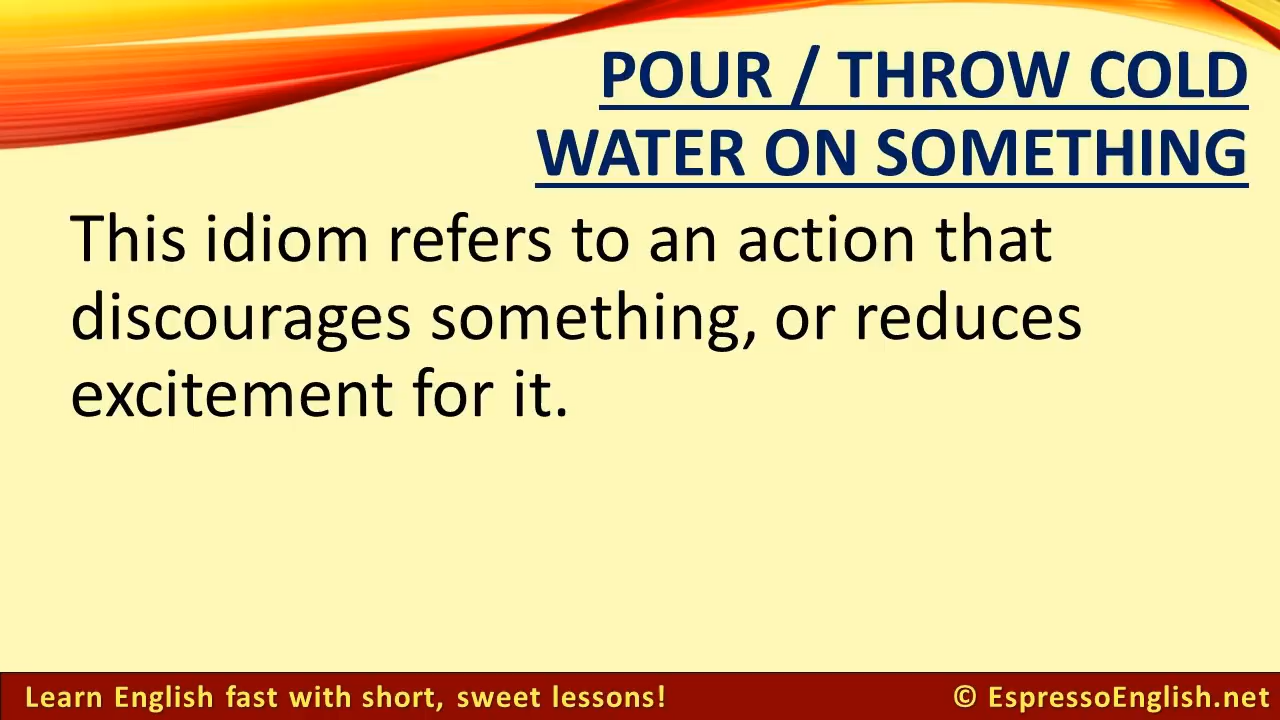 POUR / THROW COLD
WATER ON SOMETHING
This idiom refers to an action that
discourages something, or reduces
excitement for it.
Learn English fast with short, sweet lessons!
© EspressoEnglish.net